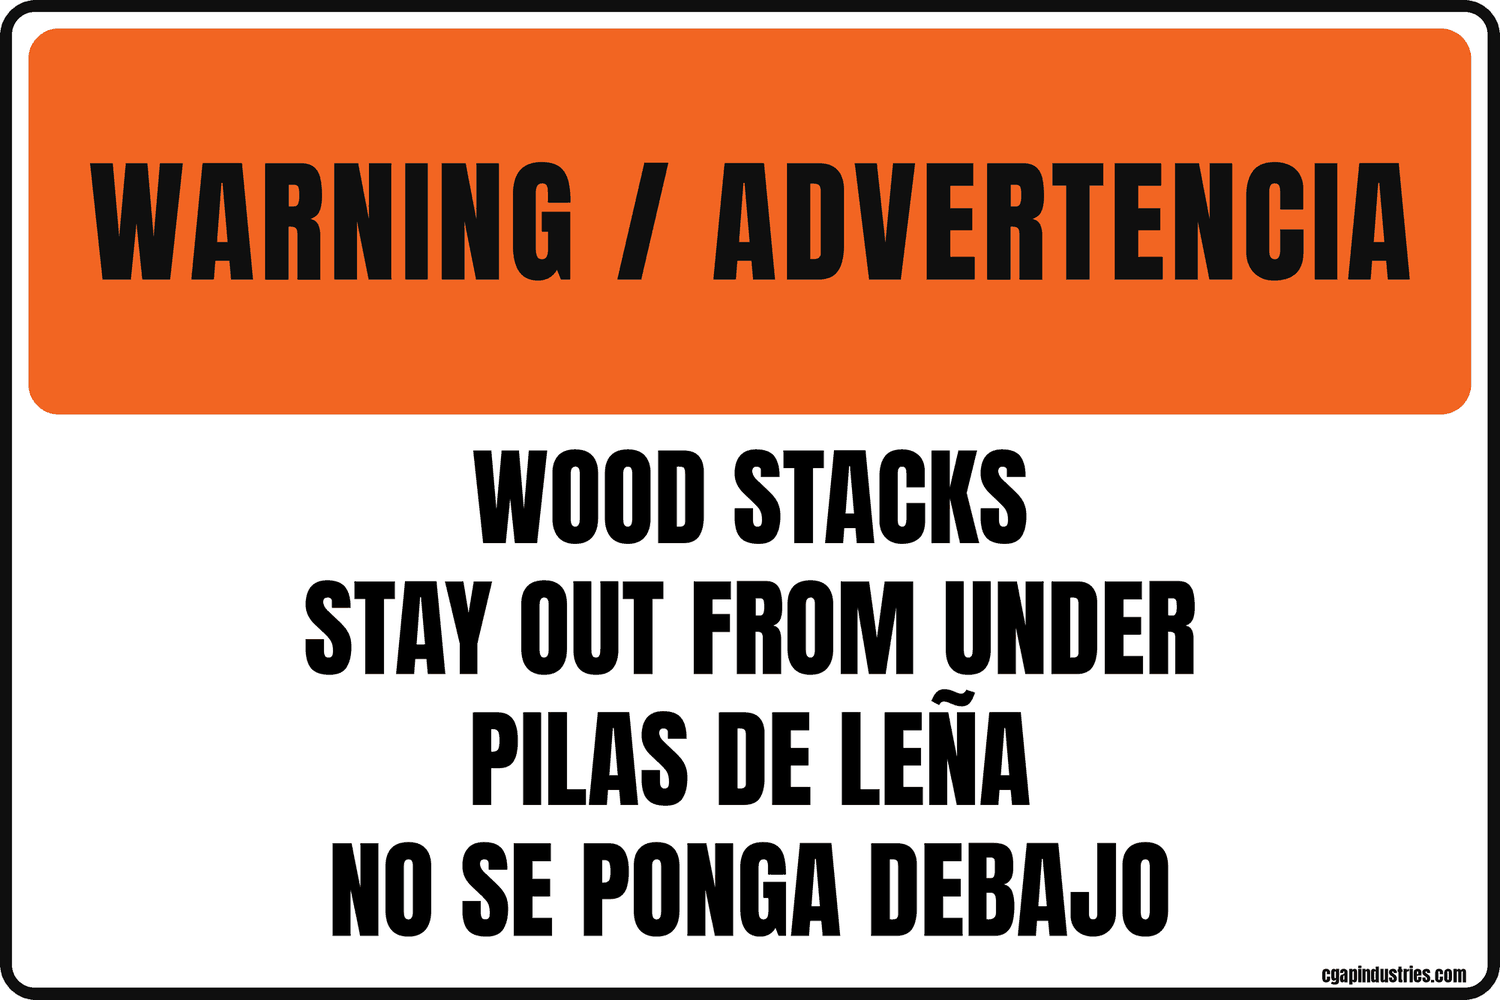 WARNING / ADVERTENCIA
WOOD STACKS
STAY OUT FROM UNDER
PILAS DE LEÑA
NO SE PONGA DEBAJO
cgapindustries.com